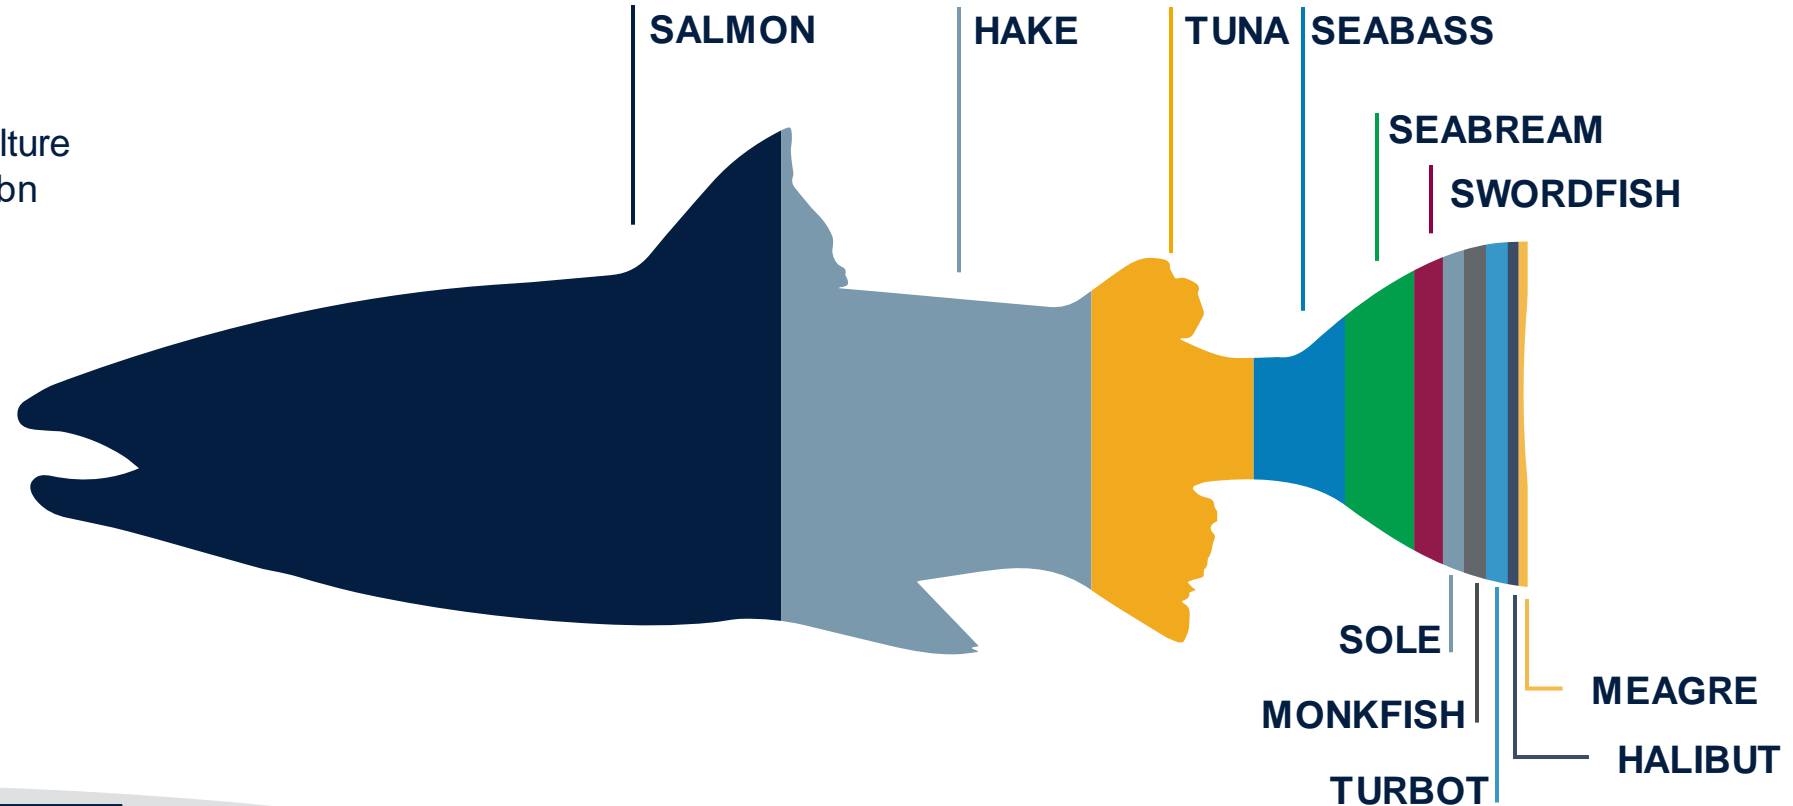 SALMON
HAKE
TUNA
SEABASS
SEABREAM
lture
SWORDFISH
bn
SOLE
MEAGRE
MONKFISH
HALIBUT
TURBOT